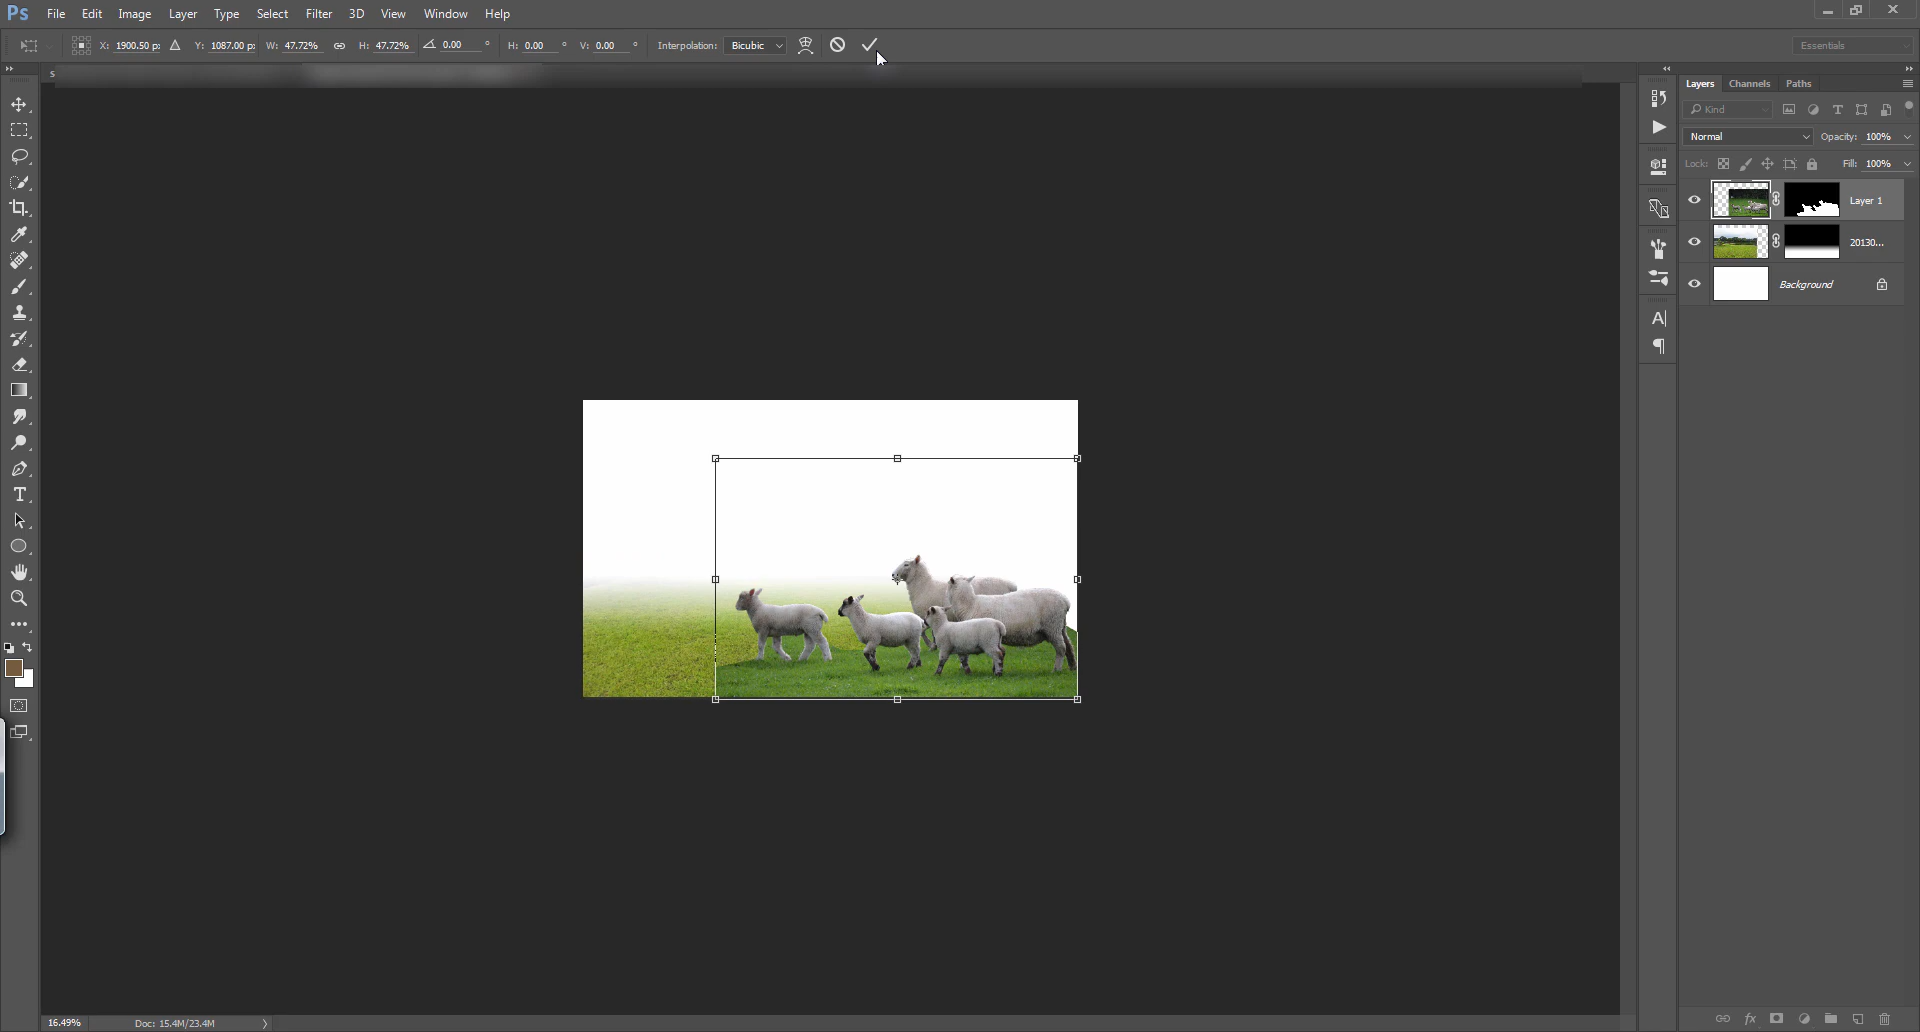 Ps File Edit Image Layer Type Select Filter 3D View Window Help
X: 1900.50 p: Y: 1087.00 p: W: 47.72% H: 47.72% 0.00 ° H: 0.00 ° V: 0.00 ° Interpolation: Bicubic Essentials
s
Layers Channels Paths
Kind
Normal Opacity: 100%
Lock: Fill: 100%
Layer 1
20130...
Background
16.49% Doc: 15.4M/23.4M